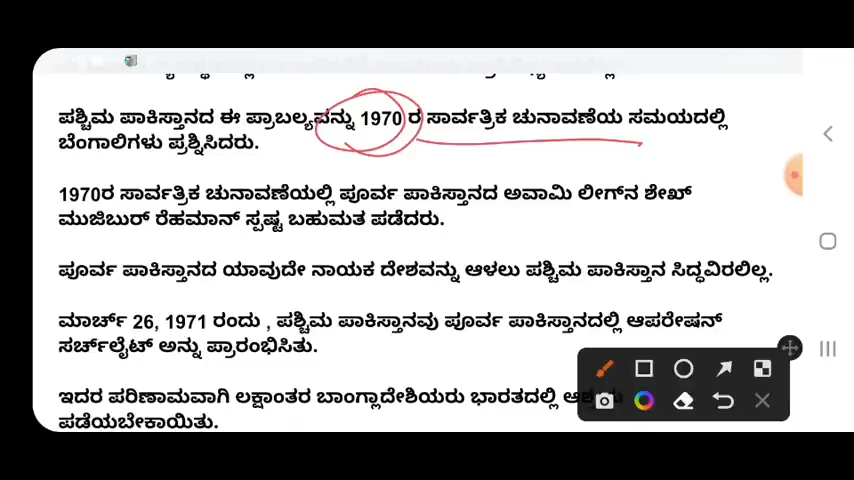 ಪಶ್ಚಿಮ ಪಾಕಿಸ್ತಾನದ ಈ ಪ್ರಾಬಲ್ಯವನ್ನು 1970 ರ ಸಾರ್ವತ್ರಿಕ ಚುನಾವಣೆಯ ಸಮಯದಲ್ಲಿ
ಬೆಂಗಾಲಿಗಳು ಪ್ರಶ್ನಿಸಿದರು.
1970ರ ಸಾರ್ವತ್ರಿಕ ಚುನಾವಣೆಯಲ್ಲಿ ಪೂರ್ವ ಪಾಕಿಸ್ತಾನದ ಅವಾಮಿ ಲೀಗ್‌ನ ಶೇಖ್
ಮುಜಿಬುರ್ ರೆಹಮಾನ್ ಸ್ಪಷ್ಟ ಬಹುಮತ ಪಡೆದರು.
ಪೂರ್ವ ಪಾಕಿಸ್ತಾನದ ಯಾವುದೇ ನಾಯಕ ದೇಶವನ್ನು ಆಳಲು ಪಶ್ಚಿಮ ಪಾಕಿಸ್ತಾನ ಸಿದ್ಧವಿರಲಿಲ್ಲ.
ಮಾರ್ಚ್ 26, 1971 ರಂದು , ಪಶ್ಚಿಮ ಪಾಕಿಸ್ತಾನವು ಪೂರ್ವ ಪಾಕಿಸ್ತಾನದಲ್ಲಿ ಆಪರೇಷನ್
ಸರ್ಚ್‌ಲೈಟ್ ಅನ್ನು ಪ್ರಾರಂಭಿಸಿತು.
ಇದರ ಪರಿಣಾಮವಾಗಿ ಲಕ್ಷಾಂತರ ಬಾಂಗ್ಲಾದೇಶಿಯರು ಭಾರತದಲ್ಲಿ
ಪಡೆಯಬೇಕಾಯಿತು.